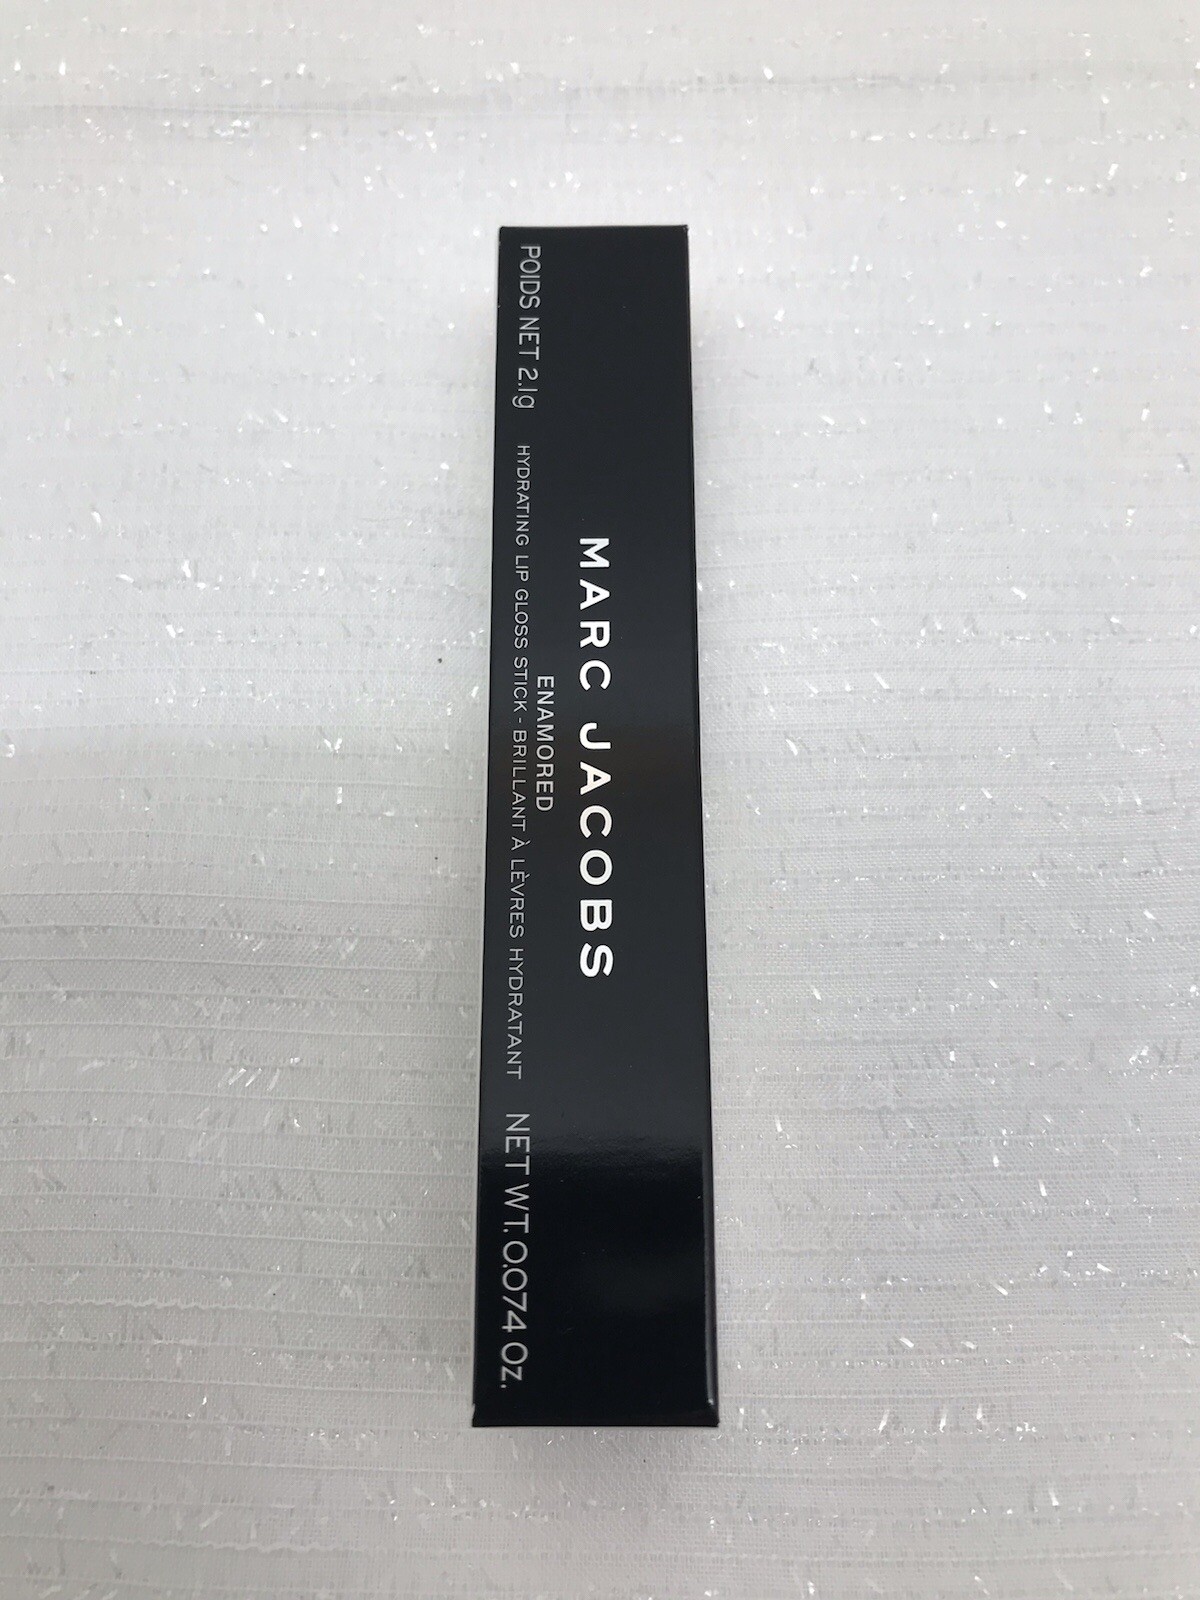 MARC JACOBS
ENAMORED
POIDS NET 2.1g HYDRATING LIP GLOSS STICK - BRILLANT À LÈVRES HYDRATANT NET WT. 0.074 Oz.